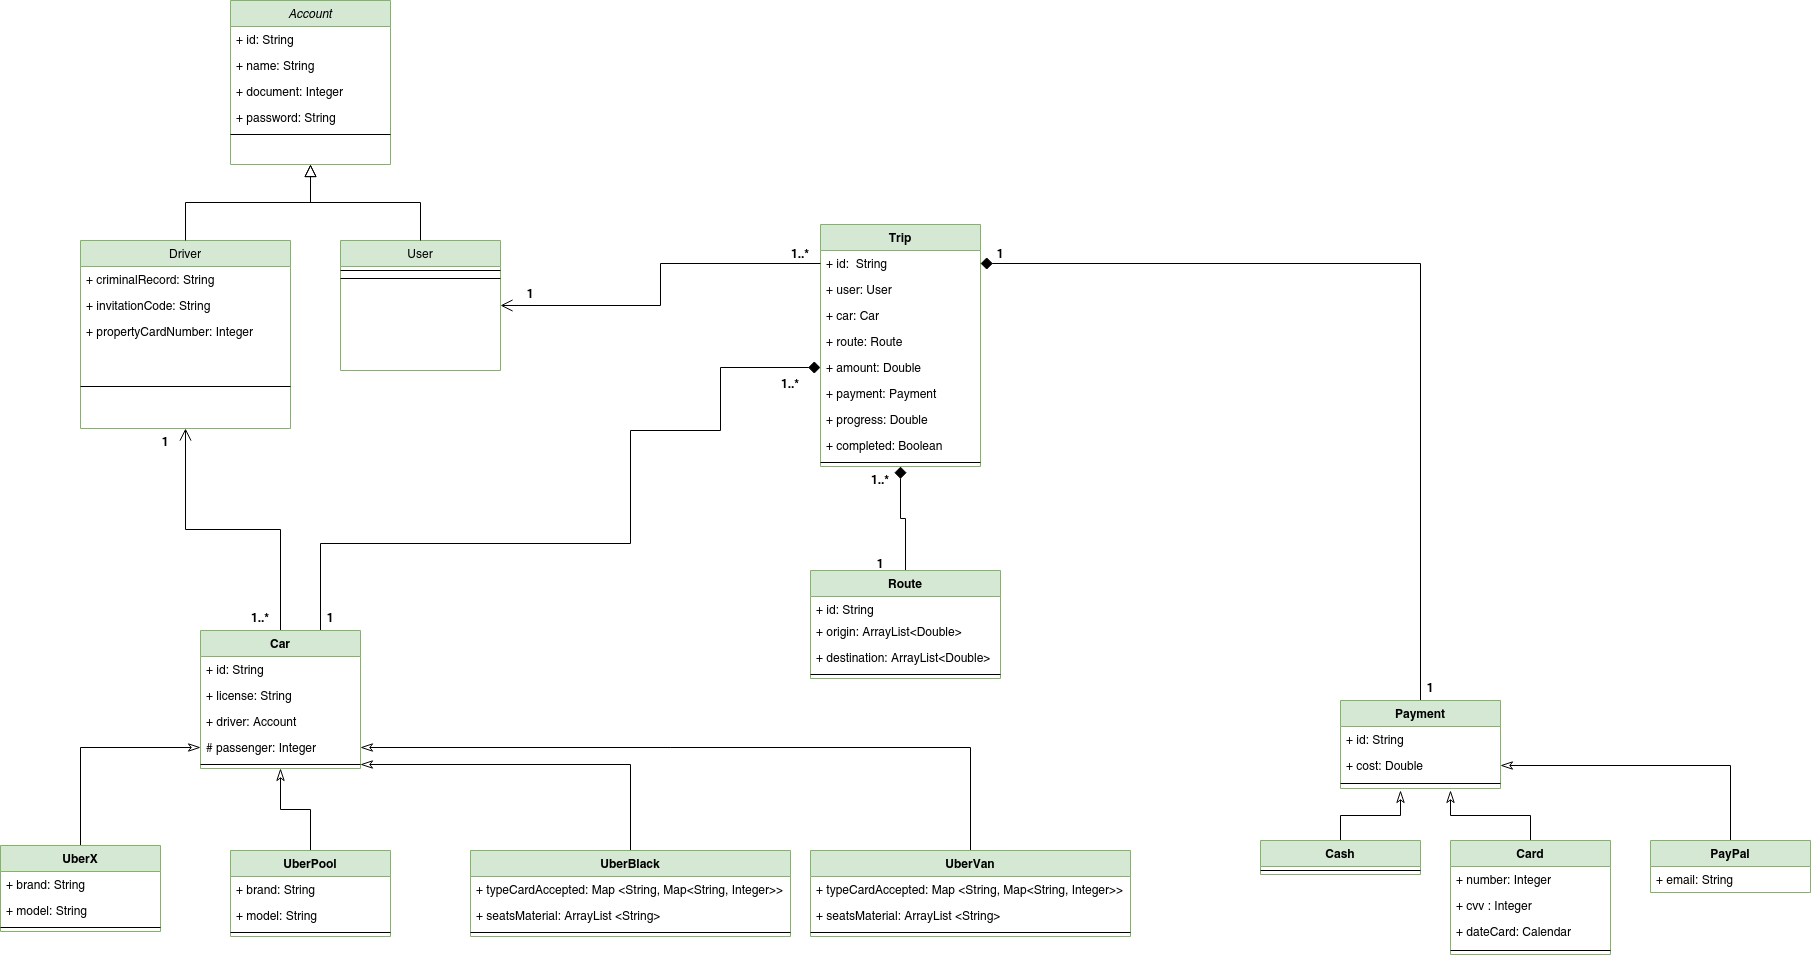 Account
+ id: String
+ name: String
+ document: Integer
+ password: String
Driver
+ criminalRecord: String
+ invitationCode: String
+ propertyCardNumber: Integer
1
User
1
1..*
Trip
+ id:  String
+ user: User
+ car: Car
+ route: Route
+ amount: Double
+ payment: Payment
+ progress: Double
+ completed: Boolean
1
1..*
1..*
1
Route
+ id: String
+ origin: ArrayList<Double>
+ destination: ArrayList<Double>
1..*
1
Car
+ id: String
+ license: String
+ driver: Account
# passenger: Integer
1
Payment
+ id: String
+ cost: Double
UberX
+ brand: String
+ model: String
UberPool
+ brand: String
+ model: String
UberBlack
+ typeCardAccepted: Map <String, Map<String, Integer>>
+ seatsMaterial: ArrayList <String>
UberVan
+ typeCardAccepted: Map <String, Map<String, Integer>>
+ seatsMaterial: ArrayList <String>
Cash
Card
+ number: Integer
+ cvv : Integer
+ dateCard: Calendar
PayPal
+ email: String